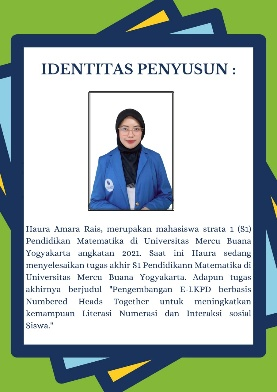 IDENTITAS PENYUSUN :
Haura Amara Rais, merupakan mahasiswa strata 1 (S1)
Pendidikan Matematika di Universitas Mercu Buana
Yogyakarta angkatan 2021. Saat ini Haura sedang
menyelesaikan tugas akhir S1 Pendidikann Matematika di
Universitas Mercu Buana Yogyakarta. Adapun tugas
akhirnya berjudul "Pengembangan E-LKPD berbasis
Numbered Heads Together untuk meningkatkan
kemampuan Literasi Numerasi dan Interaksi sosial
Siswa."